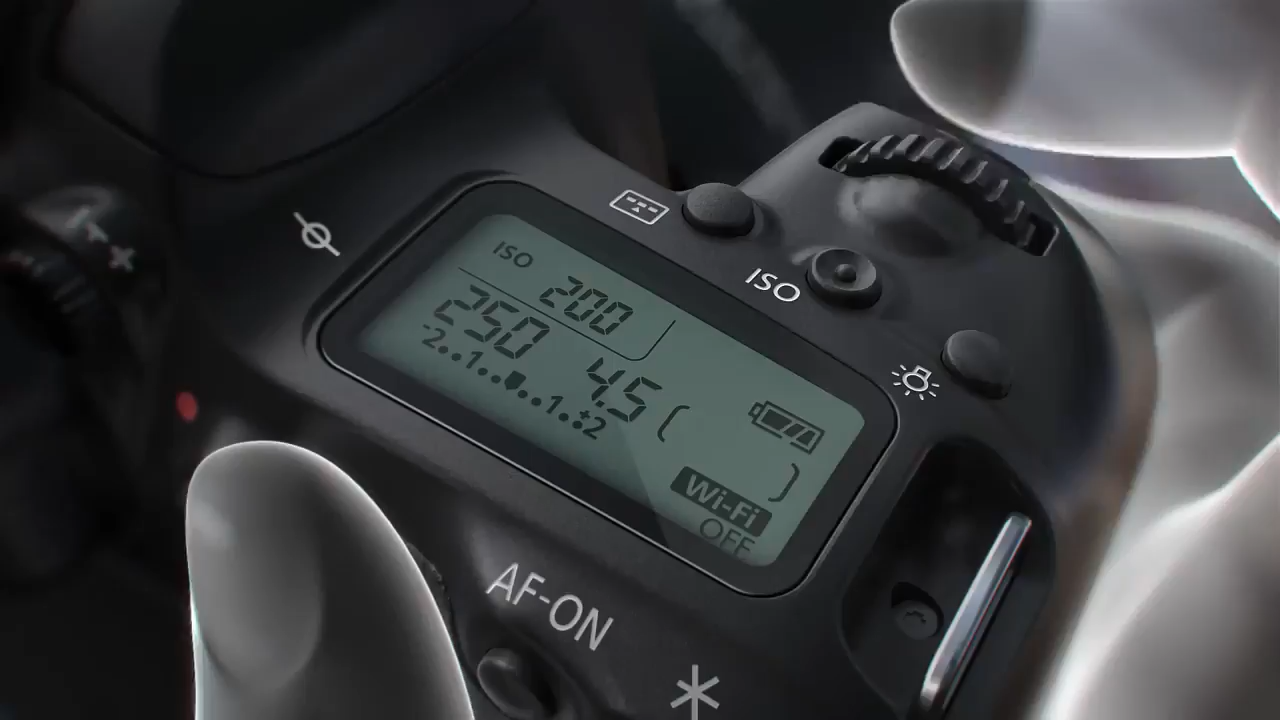 ISO 200
250 4.5 (
-2..1..▼..1.:+2
)
Wi-Fi
OFF
ISO
AF-ON